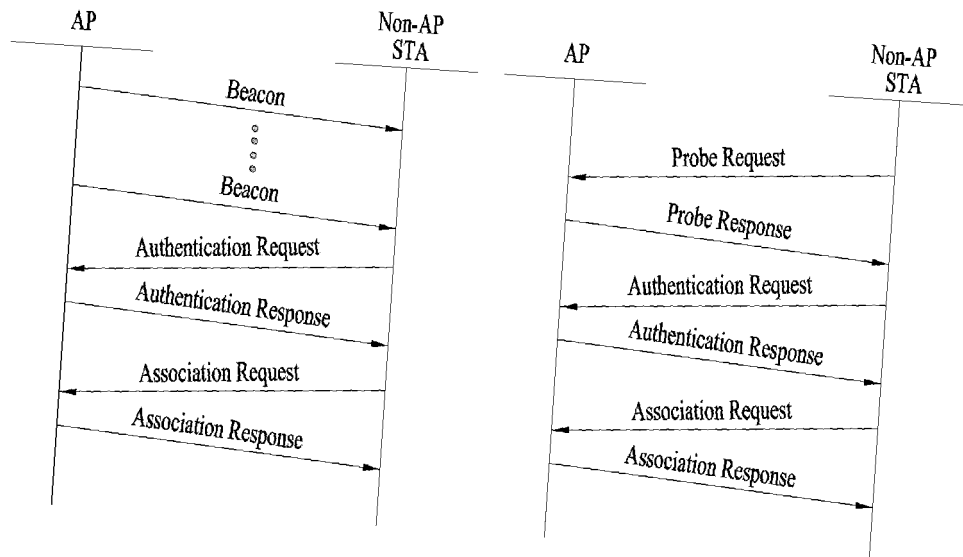 AP
Non-AP
STA
Beacon
Beacon
Authentication Request
Authentication Response
Association Request
Association Response
AP
Non-AP
STA
Probe Request
Probe Response
Authentication Request
Authentication Response
Association Request
Association Response